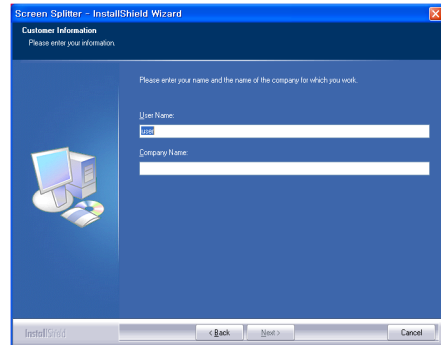 Screen Splitter - InstallShield Wizard
Customer Information
Please enter your information.
Please enter your name and the name of the company for which you work.
User Name:
user
Company Name:
InstallShield
< Back
Next >
Cancel